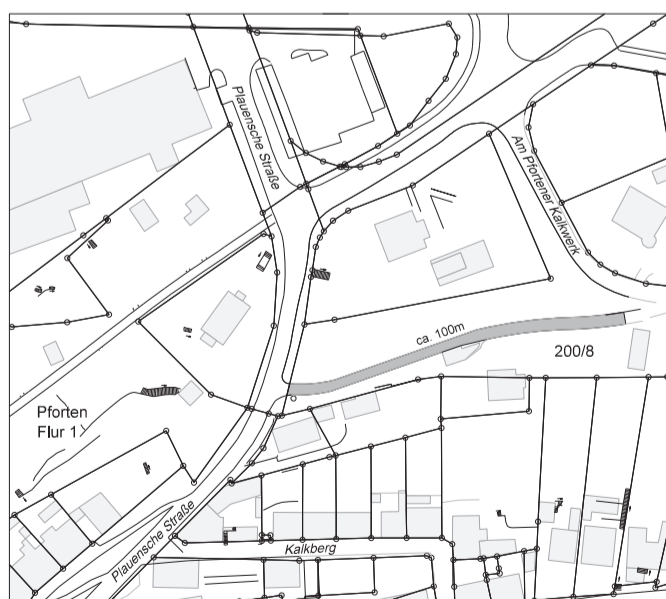 Plauensche Straße
Am Pfortener Kalkwerk
ca. 100m
200/8
Pforten
Flur 1
Plauensche Straße
Kalkberg